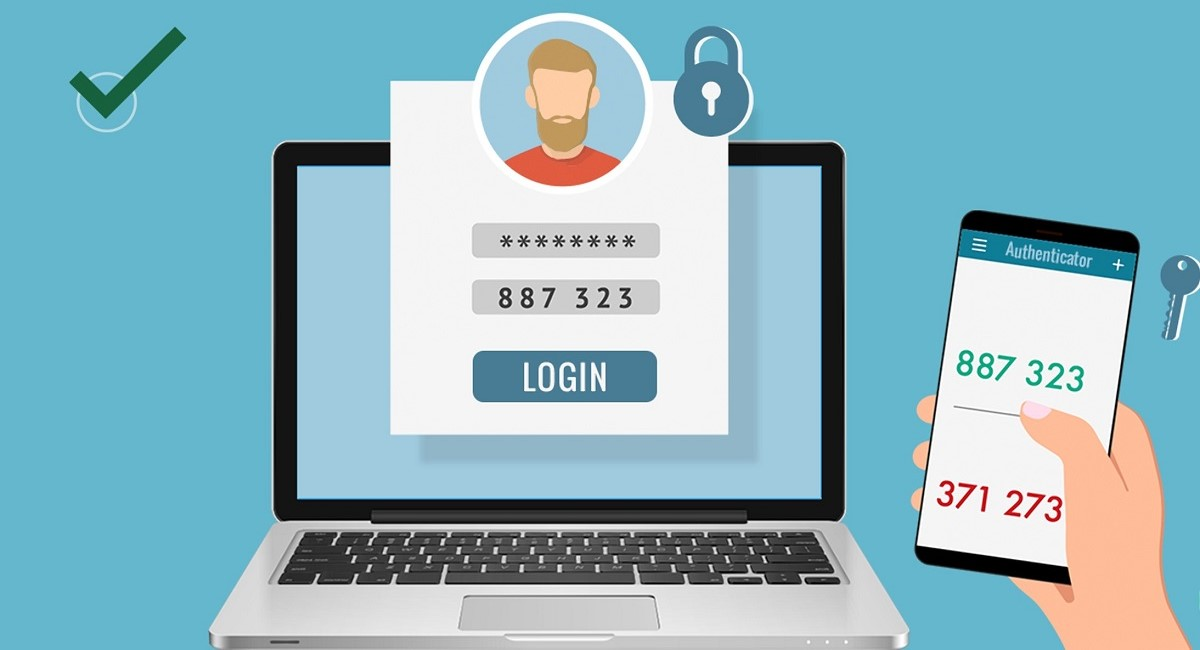 ********
887 323
LOGIN
Authenticator
887 323
371 273